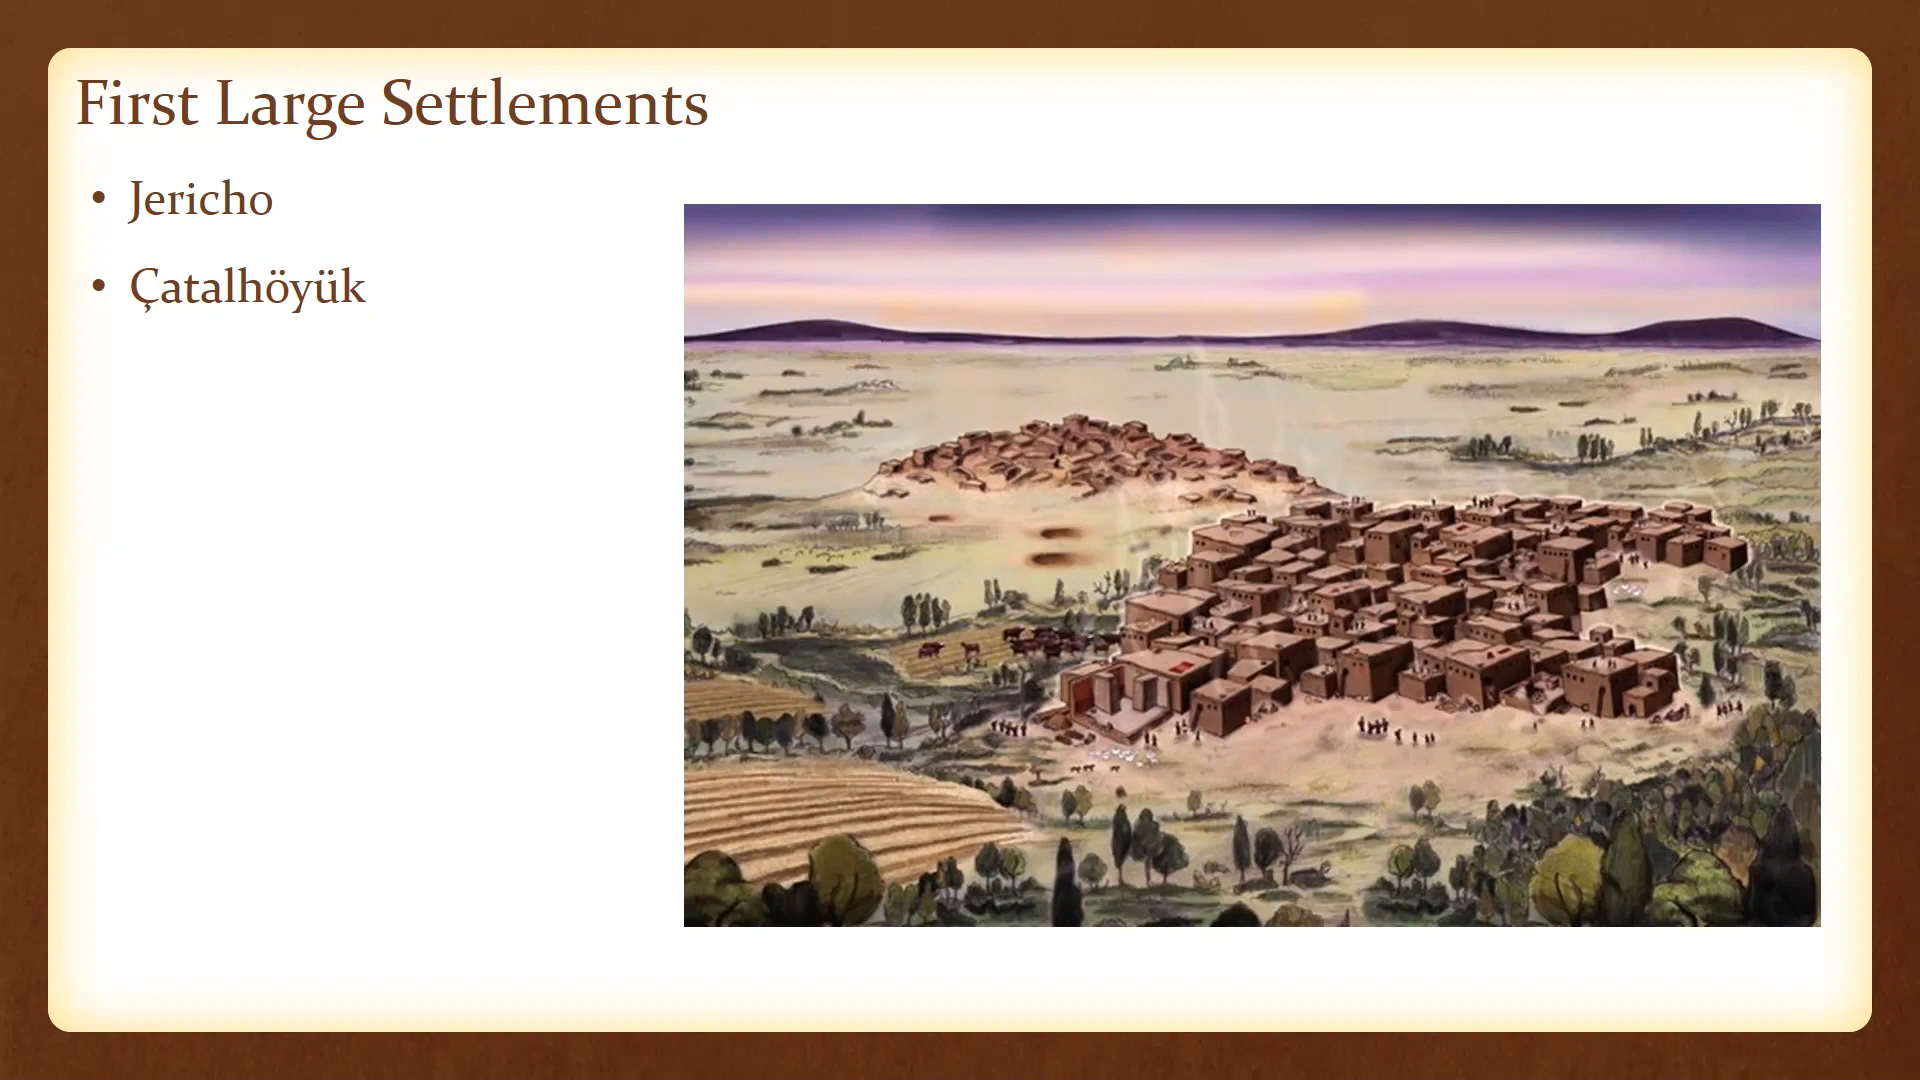 First Large Settlements
• Jericho
• Çatalhöyük